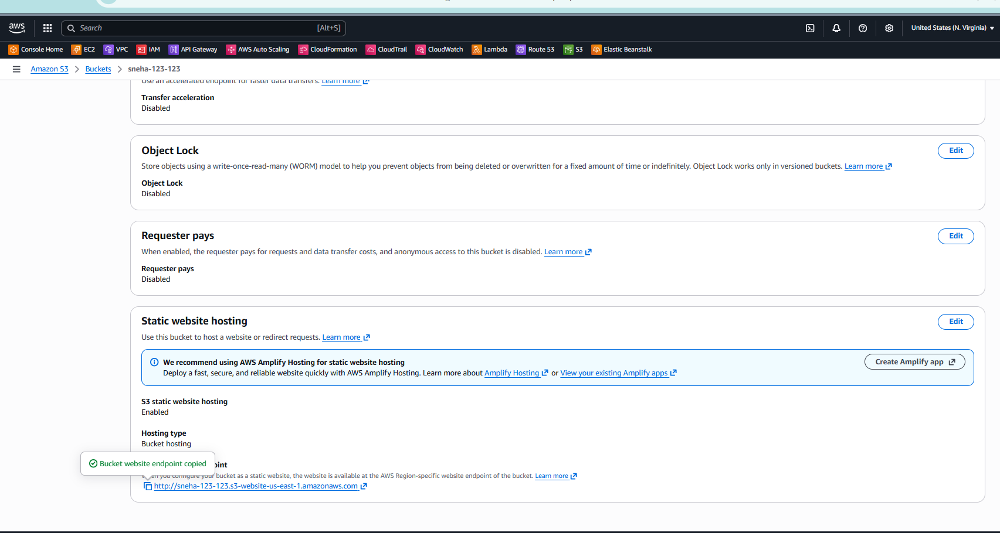 aws
Search [Alt+S]
United States (N. Virginia)
Console Home EC2 VPC IAM API Gateway AWS Auto Scaling CloudFormation CloudTrail CloudWatch Lambda Route 53 S3 Elastic Beanstalk
Amazon S3 > Buckets > sneha-123-123
Use an accelerated endpoint for faster data transfers. Learn more
Transfer acceleration
Disabled
Object Lock
Edit
Store objects using a write-once-read-many (WORM) model to help you prevent objects from being deleted or overwritten for a fixed amount of time or indefinitely. Object Lock works only in versioned buckets. Learn more
Object Lock
Disabled
Requester pays
Edit
When enabled, the requester pays for requests and data transfer costs, and anonymous access to this bucket is disabled. Learn more
Requester pays
Disabled
Static website hosting
Edit
Use this bucket to host a website or redirect requests. Learn more
We recommend using AWS Amplify Hosting for static website hosting
Create Amplify app
Deploy a fast, secure, and reliable website quickly with AWS Amplify Hosting. Learn more about Amplify Hosting or View your existing Amplify apps
S3 static website hosting
Enabled
Hosting type
Bucket hosting
Bucket website endpoint copied
you configure your bucket as a static website, the website is available at the AWS Region-specific website endpoint of the bucket. Learn more
http://sneha-123-123.s3-website-us-east-1.amazonaws.com